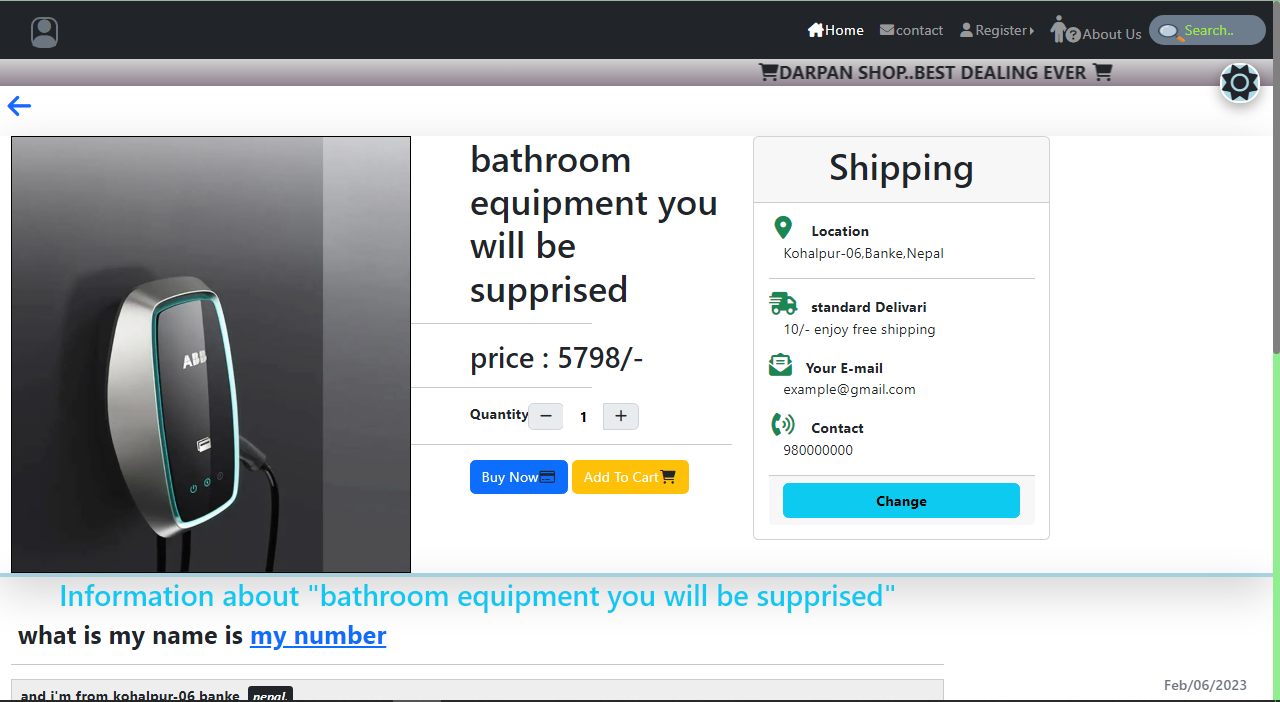 Home
contact
Register
About Us
Search..
DARPAN SHOP..BEST DEALING EVER
ABB
bathroom
equipment you
will be
supprised
price : 5798/-
Quantity
1
Buy Now
Add To Cart
Shipping
Location
Kohalpur-06,Banke,Nepal
standard Delivari
10/- enjoy free shipping
Your E-mail
example@gmail.com
Contact
980000000
Change
Information about "bathroom equipment you will be supprised"
what is my name is my number
and i'm from kohalpur-06 banke nepal.
Feb/06/2023